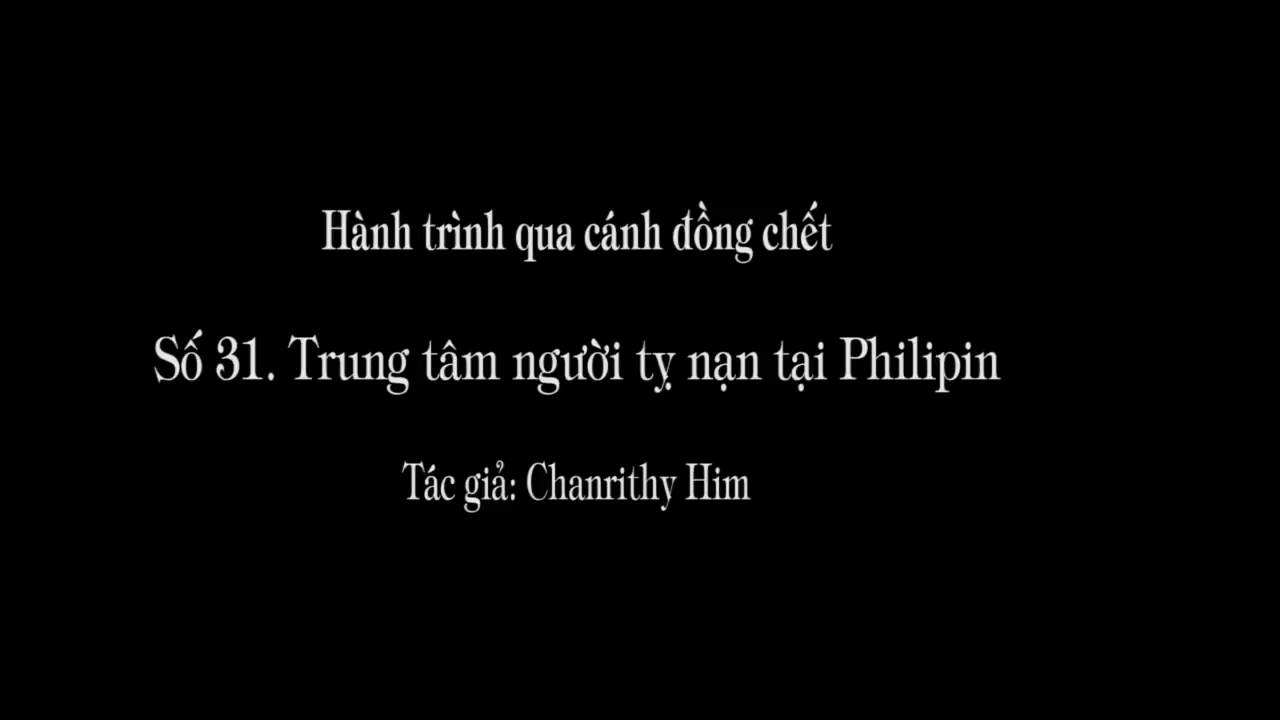 Hành trình qua cánh đồng chết
Số 31. Trung tâm người tỵ nạn tại Philipin
Tác giả: Chanrithy Him